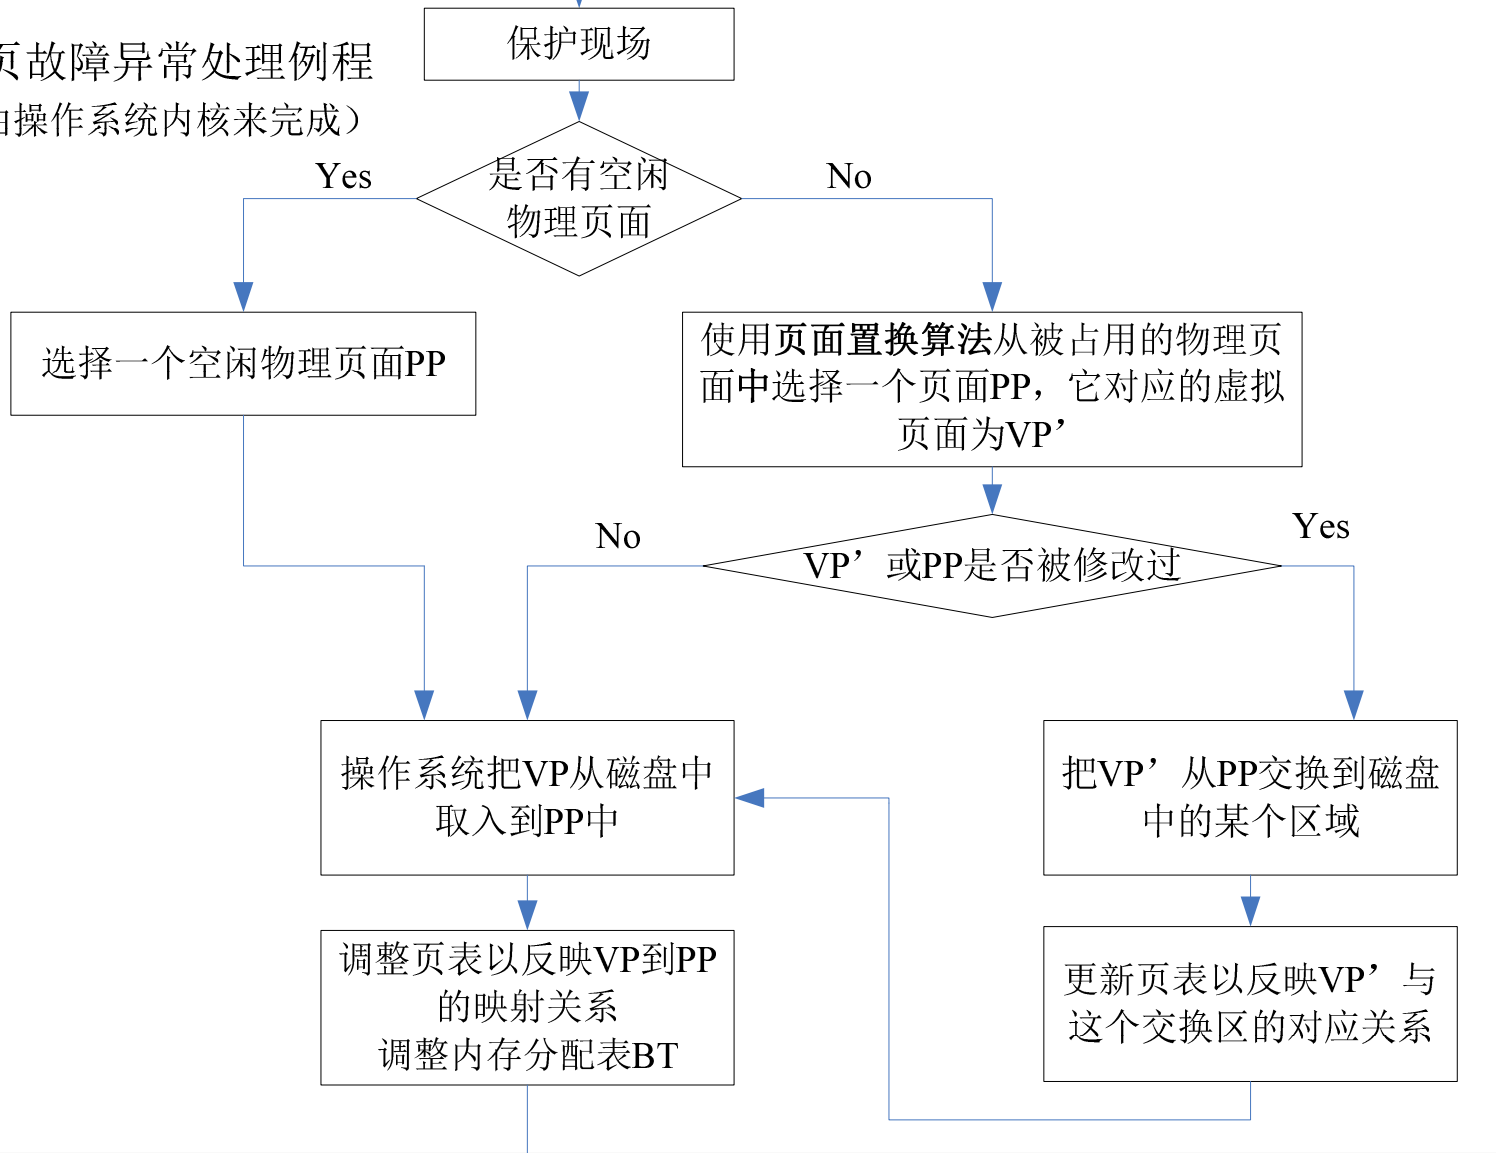 保护现场
页故障异常处理例程
由操作系统内核来完成）
Yes
是否有空闲
物理页面
No
选择一个空闲物理页面PP
使用页面置换算法从被占用的物理页
面中选择一个页面PP，它对应的虚拟
页面为VP’
No
VP’或PP是否被修改过
Yes
操作系统把VP从磁盘中
取入到PP中
把VP’从PP交换到磁盘
中的某个区域
调整页表以反映VP到PP
的映射关系
调整内存分配表BT
更新页表以反映VP’与
这个交换区的对应关系